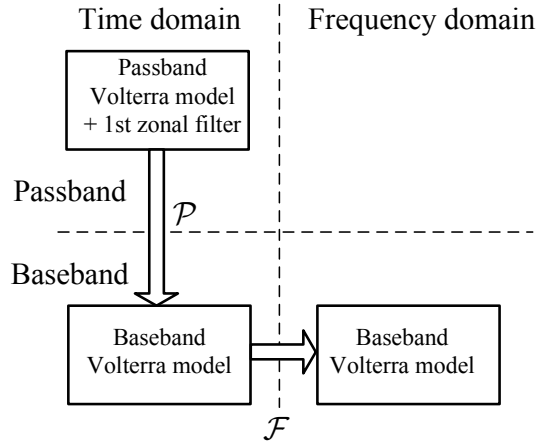 Time domain
Frequency domain
Passband
Volterra model
+ 1st zonal filter
Passband
𝒫
Baseband
Baseband
Volterra model
Baseband
Volterra model
ℱ